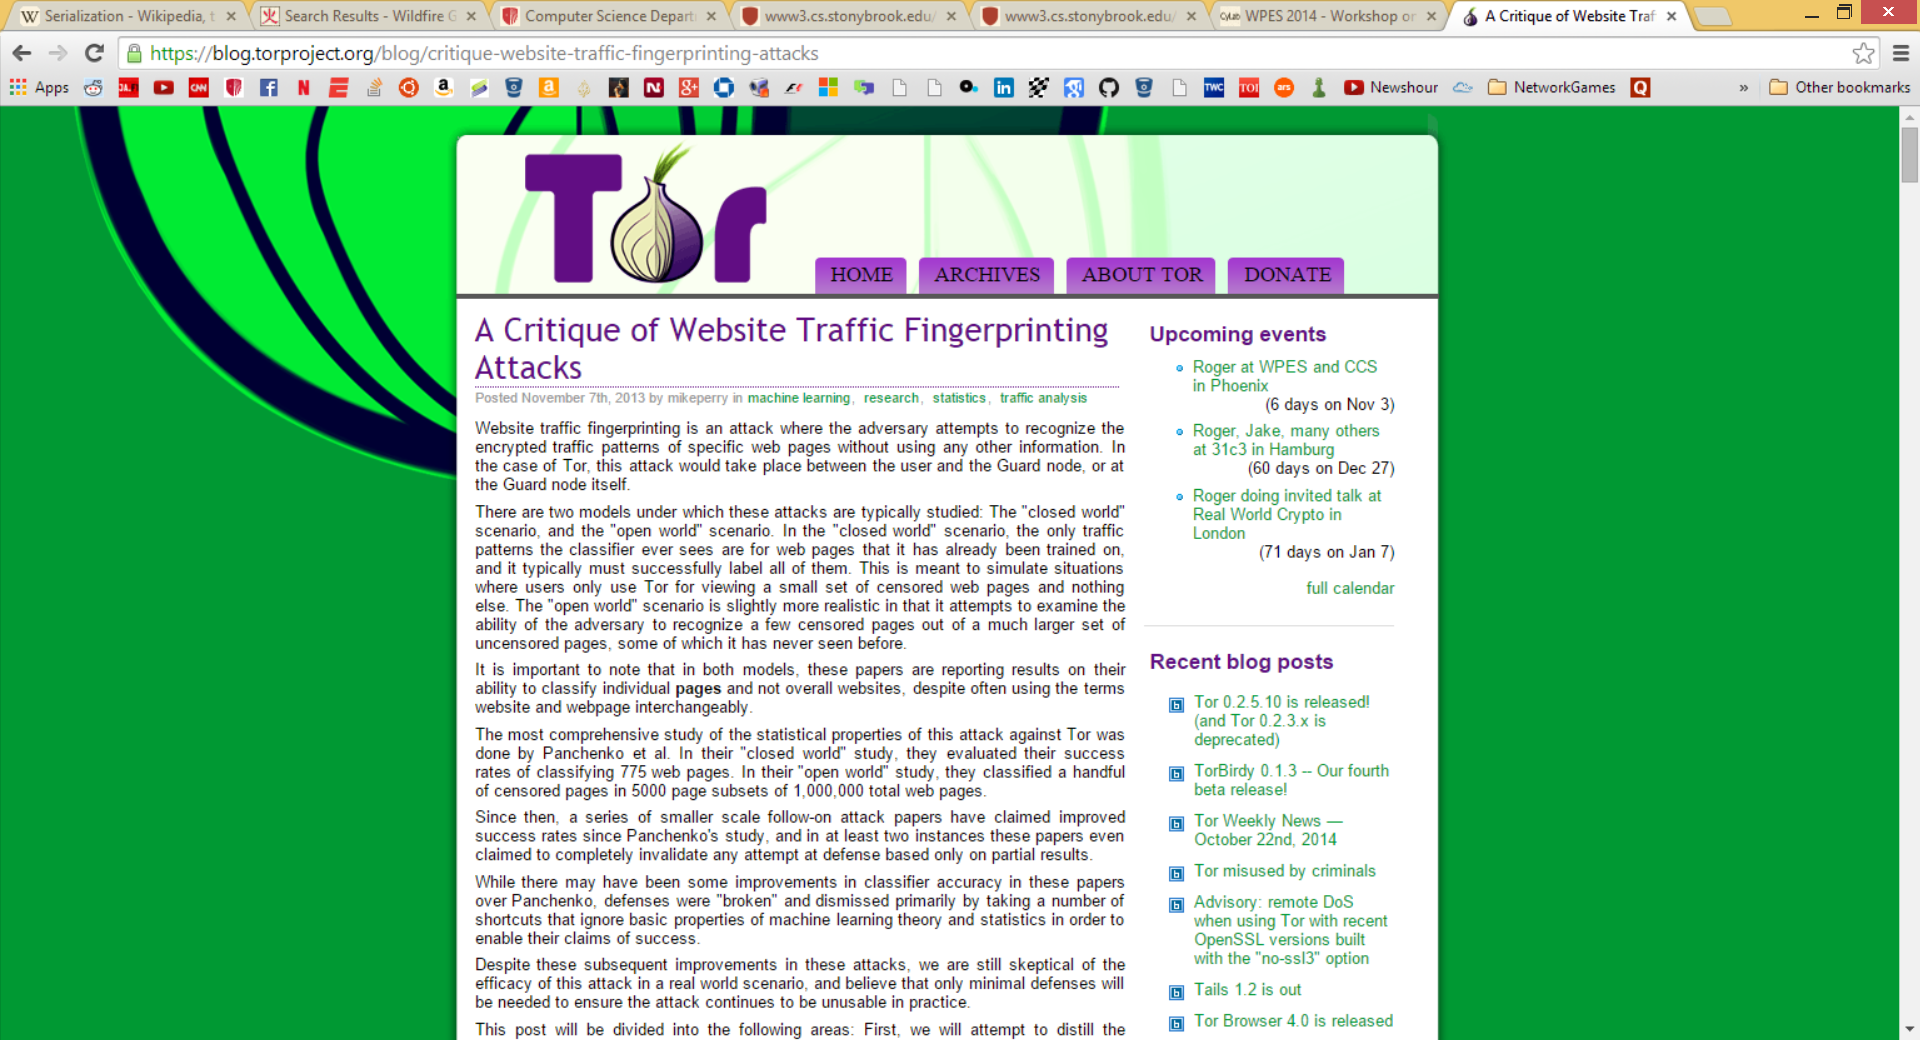 Serialization - Wikipedia, t
Search Results - Wildfire G
Computer Science Depart
www3.cs.stonybrook.edu/
www3.cs.stonybrook.edu/
WPES 2014 - Workshop or
A Critique of Website Traf
https://blog.torproject.org/blog/critique-website-traffic-fingerprinting-attacks
Apps
Newshour
NetworkGames
»
Other bookmarks
Tor
HOME
ARCHIVES
ABOUT TOR
DONATE
A Critique of Website Traffic Fingerprinting
Attacks
Posted November 7th, 2013 by mikeperry in machine learning, research, statistics, traffic analysis
Website traffic fingerprinting is an attack where the adversary attempts to recognize the
encrypted traffic patterns of specific web pages without using any other information. In
the case of Tor, this attack would take place between the user and the Guard node, or at
the Guard node itself.
There are two models under which these attacks are typically studied: The "closed world"
scenario, and the "open world" scenario. In the "closed world" scenario, the only traffic
patterns the classifier ever sees are for web pages that it has already been trained on,
and it typically must successfully label all of them. This is meant to simulate situations
where users only use Tor for viewing a small set of censored web pages and nothing
else. The "open world" scenario is slightly more realistic in that it attempts to examine the
ability of the adversary to recognize a few censored pages out of a much larger set of
uncensored pages, some of which it has never seen before.
It is important to note that in both models, these papers are reporting results on their
ability to classify individual pages and not overall websites, despite often using the terms
website and webpage interchangeably.
The most comprehensive study of the statistical properties of this attack against Tor was
done by Panchenko et al. In their "closed world" study, they evaluated their success
rates of classifying 775 web pages. In their "open world" study, they classified a handful
of censored pages in 5000 page subsets of 1,000,000 total web pages.
Since then, a series of smaller scale follow-on attack papers have claimed improved
success rates since Panchenko's study, and in at least two instances these papers even
claimed to completely invalidate any attempt at defense based only on partial results.
While there may have been some improvements in classifier accuracy in these papers
over Panchenko, defenses were "broken" and dismissed primarily by taking a number of
shortcuts that ignore basic properties of machine learning theory and statistics in order to
enable their claims of success.
Despite these subsequent improvements in these attacks, we are still skeptical of the
efficacy of this attack in a real world scenario, and believe that only minimal defenses will
be needed to ensure the attack continues to be unusable in practice.
This post will be divided into the following areas: First, we will attempt to distill the
Upcoming events
Roger at WPES and CCS
in Phoenix
(6 days on Nov 3)
Roger, Jake, many others
at 31c3 in Hamburg
(60 days on Dec 27)
Roger doing invited talk at
Real World Crypto in
London
(71 days on Jan 7)
full calendar
Recent blog posts
Tor 0.2.5.10 is released!
(and Tor 0.2.3.x is
deprecated)
TorBirdy 0.1.3 -- Our fourth
beta release!
Tor Weekly News —
October 22nd, 2014
Tor misused by criminals
Advisory: remote DoS
when using Tor with recent
OpenSSL versions built
with the "no-ssl3" option
Tails 1.2 is out
Tor Browser 4.0 is released